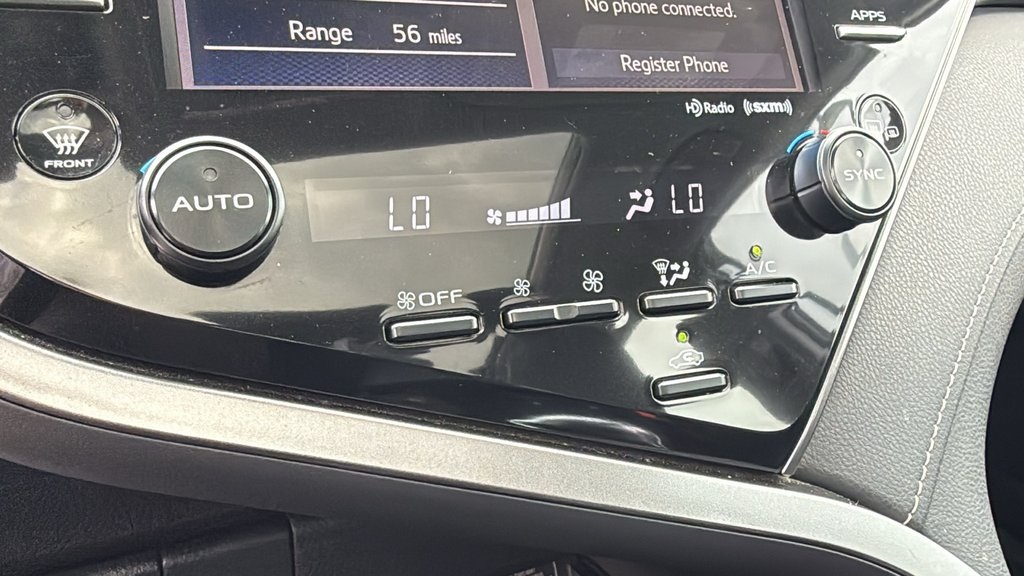 No phone connected.
Range 56 miles
Register Phone
APPS
HD Radio ((sxm))
FRONT
AUTO
LO LO
SYNC
OFF
A/C